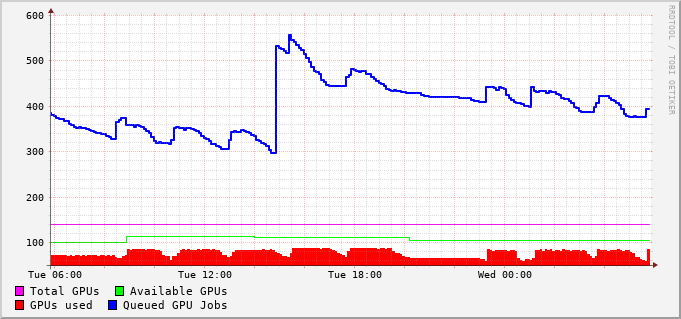 600
500
400
300
200
100
Tue 06:00 Tue 12:00 Tue 18:00 Wed 00:00
Total GPUs Available GPUs
GPUs used Queued GPU Jobs
RRDTOOL / TOBI OETIKER